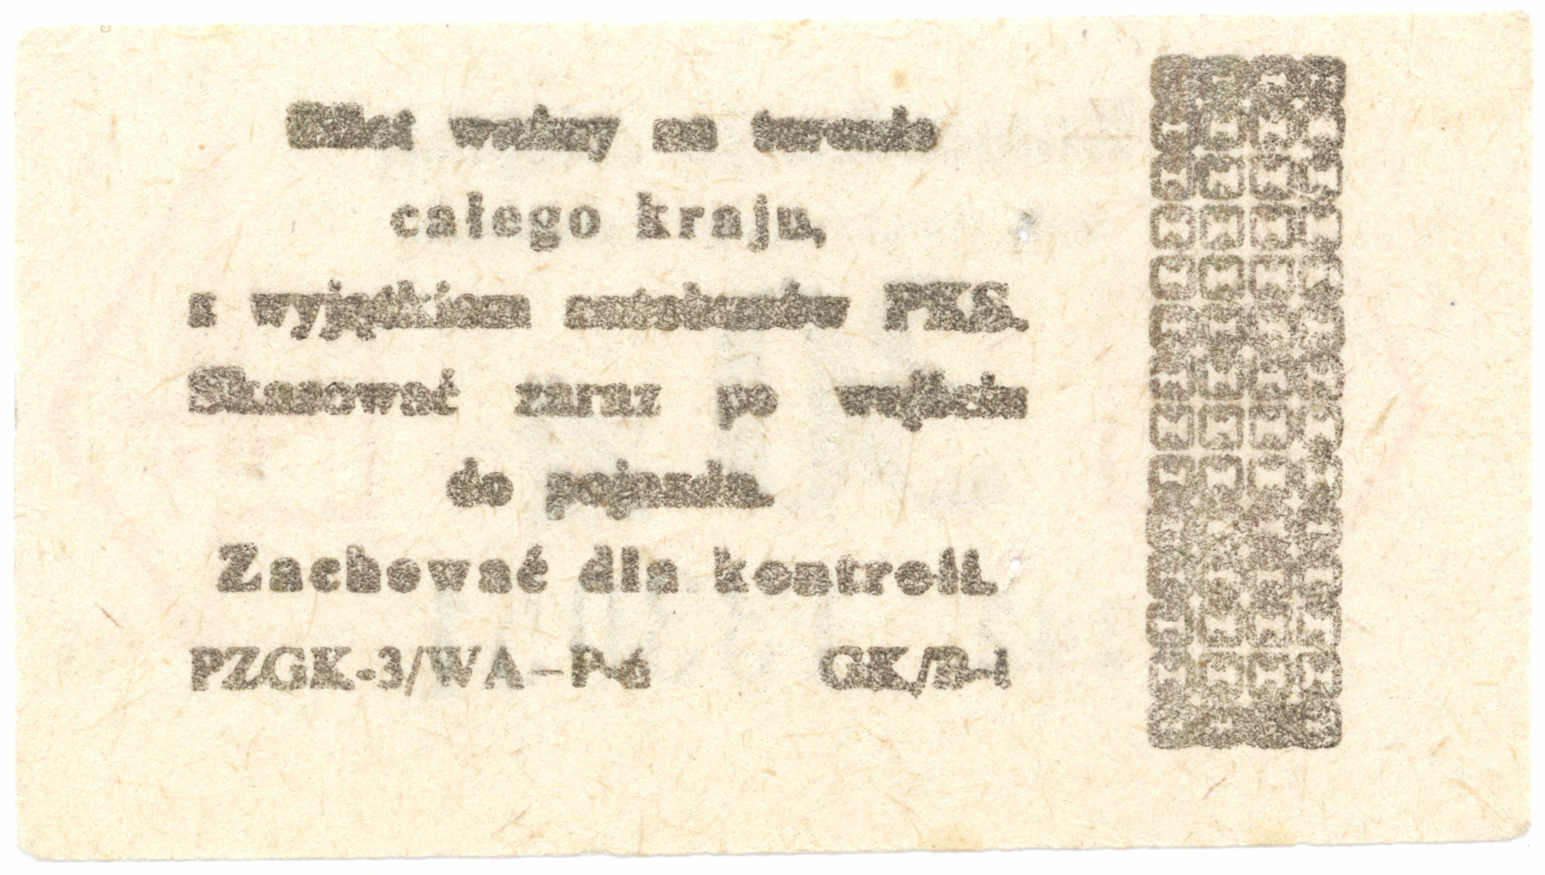 Bilet ważny na terenie
całego kraju,
z wyjątkiem autobusów PKS.
Skasować zaraz po wejściu
do pojazdu.
Zachować dla kontroli.
PZGK-3/WA–P-6 GK/B-1